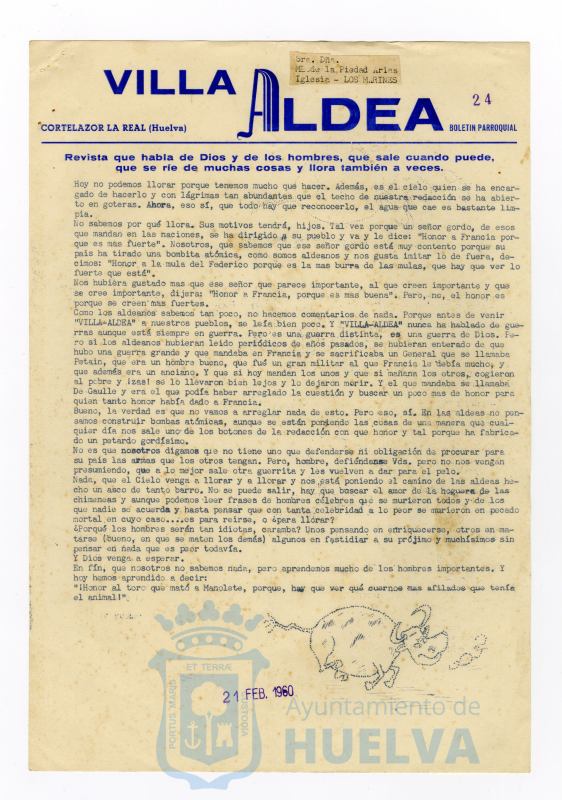 Sra. Dña.
Mª de la Piedad Arias
Iglesia - LOS MARINES
VILLA ALDEA
24
CORTELAZOR LA REAL (Huelva)
BOLETIN PARROQUIAL
Revista que habla de Dios y de los hombres, que sale cuando puede,
que se ríe de muchas cosas y llora también a veces.
Hoy no podemos llorar porque tenemos mucho qué hacer. Además, es el cielo quien se ha encar-
gado de hacerlo y con lágrimas tan abundantes que el techo de nuestra redacción se ha abier-
to en goteras. Ahora, eso sí, que todo hay que reconocerlo, el agua que cae es bastante lim-
pia.
No sabemos por qué llora. Sus motivos tendrá, hijos. Tal vez porque un señor gordo, de esos
que mandan en las naciones, se ha dirigido a su pueblo y va y le dice: "Honor a Francia por-
que es más fuerte". Nosotros, que sabemos que ese señor gordo está muy contento porque su
país ha tirado una bombita atómica, como somos aldeanos y nos gusta imitar lo de fuera, de-
cimos: "Honor a la mula del Federico porque es la mas burra de las mulas, que hay que ver lo
fuerte que está".
Nos hubiera gustado mas que ese señor que parece importante, al que creen importante y que
se cree importante, dijera: "Honor a Francia, porque es mas buena". Pero, no, el honor es
porque se creen mas fuertes.
Como los aldeanos sabemos tan poco, no hacemos comentarios de nada. Porque antes de venir
"VILLA-ALDEA" a nuestros pueblos, se leía bien poco. Y "VILLA-ALDEA" nunca ha hablado de gue-
rras aunque está siempre en guerra. Pero es una guerra distinta, es una guerra de Dios. Pe-
ro si los aldeanos hubieran leido periódicos de años pasados, se hubieran enterado de que
hubo una guerra grande y que mandaba en Francia y se sacrificaba un General que se llamaba
Petain, que era un hombre bueno, que fué un gran militar al que Francia le debía mucho, y
que además era un anciano. Y que si hoy mandan los unos y que si mañana los otros, cogieron
al pobre y ¡zas! se lo llevaron bien lejos y lo dejaron morir. Y el que mandaba se llamaba
De Gaulle y era el que podía haber arreglado la cuestión y buscar un poco mas de honor para
quien tanto honor había dado a Francia.
Bueno, la verdad es que no vamos a arreglar nada de esto. Pero eso, sí. En las aldeas no pen-
samos construir bombas atómicas, aunque se están poniendo las cosas de una manera que cual-
quier día nos sale uno de los botones de la redacción con que honor y tal porque ha fabrica-
do un petardo gordísimo.
No es que nosotros digamos que no tiene uno que defenderse ni obligación de procurar para
su país las armas que los otros tengan. Pero, hombre, defiéndanse Vds. pero no nos vengan
presumiendo, que a lo mejor sale otra guerrita y les vuelven a dar para el pelo.
Nada, que el Cielo venga a llorar y a llorar y nos está poniendo el camino de las aldeas he-
cho un asco de tanto barro. No se puede salir, hay que buscar el amor de la hoguera de las
chimeneas y aunque podemos leer frases de hombres célebres que se murieron todos y de los
que nadie se acuerda y hasta pensar que con tanta celebridad a lo peor se murieron en pecado
mortal en cuyo caso....es para reirse, o ¿para llorar?
¿Porqué los hombres serán tan idiotas, caramba? Unos pensando en enriquecerse, otros en ma-
tarse (bueno, en que se maten los demás) algunos en fastidiar a su prójimo y muchísimos sin
pensar en nada que es peor todavía.
Y Dios venga a esperar.
En fín, que nosotros no sabemos nada, pero aprendemos mucho de los hombres importantes. Y
hoy hemos aprendido a decir:
"¡Honor al toro que mató a Manolete, porque, hay que ver qué cuernos mas afilados que tenía
el animal!".
21 FEB. 1960
PORTUS MARIS ET TERRÆ CUSTODIA
Ayuntamiento de
HUELVA